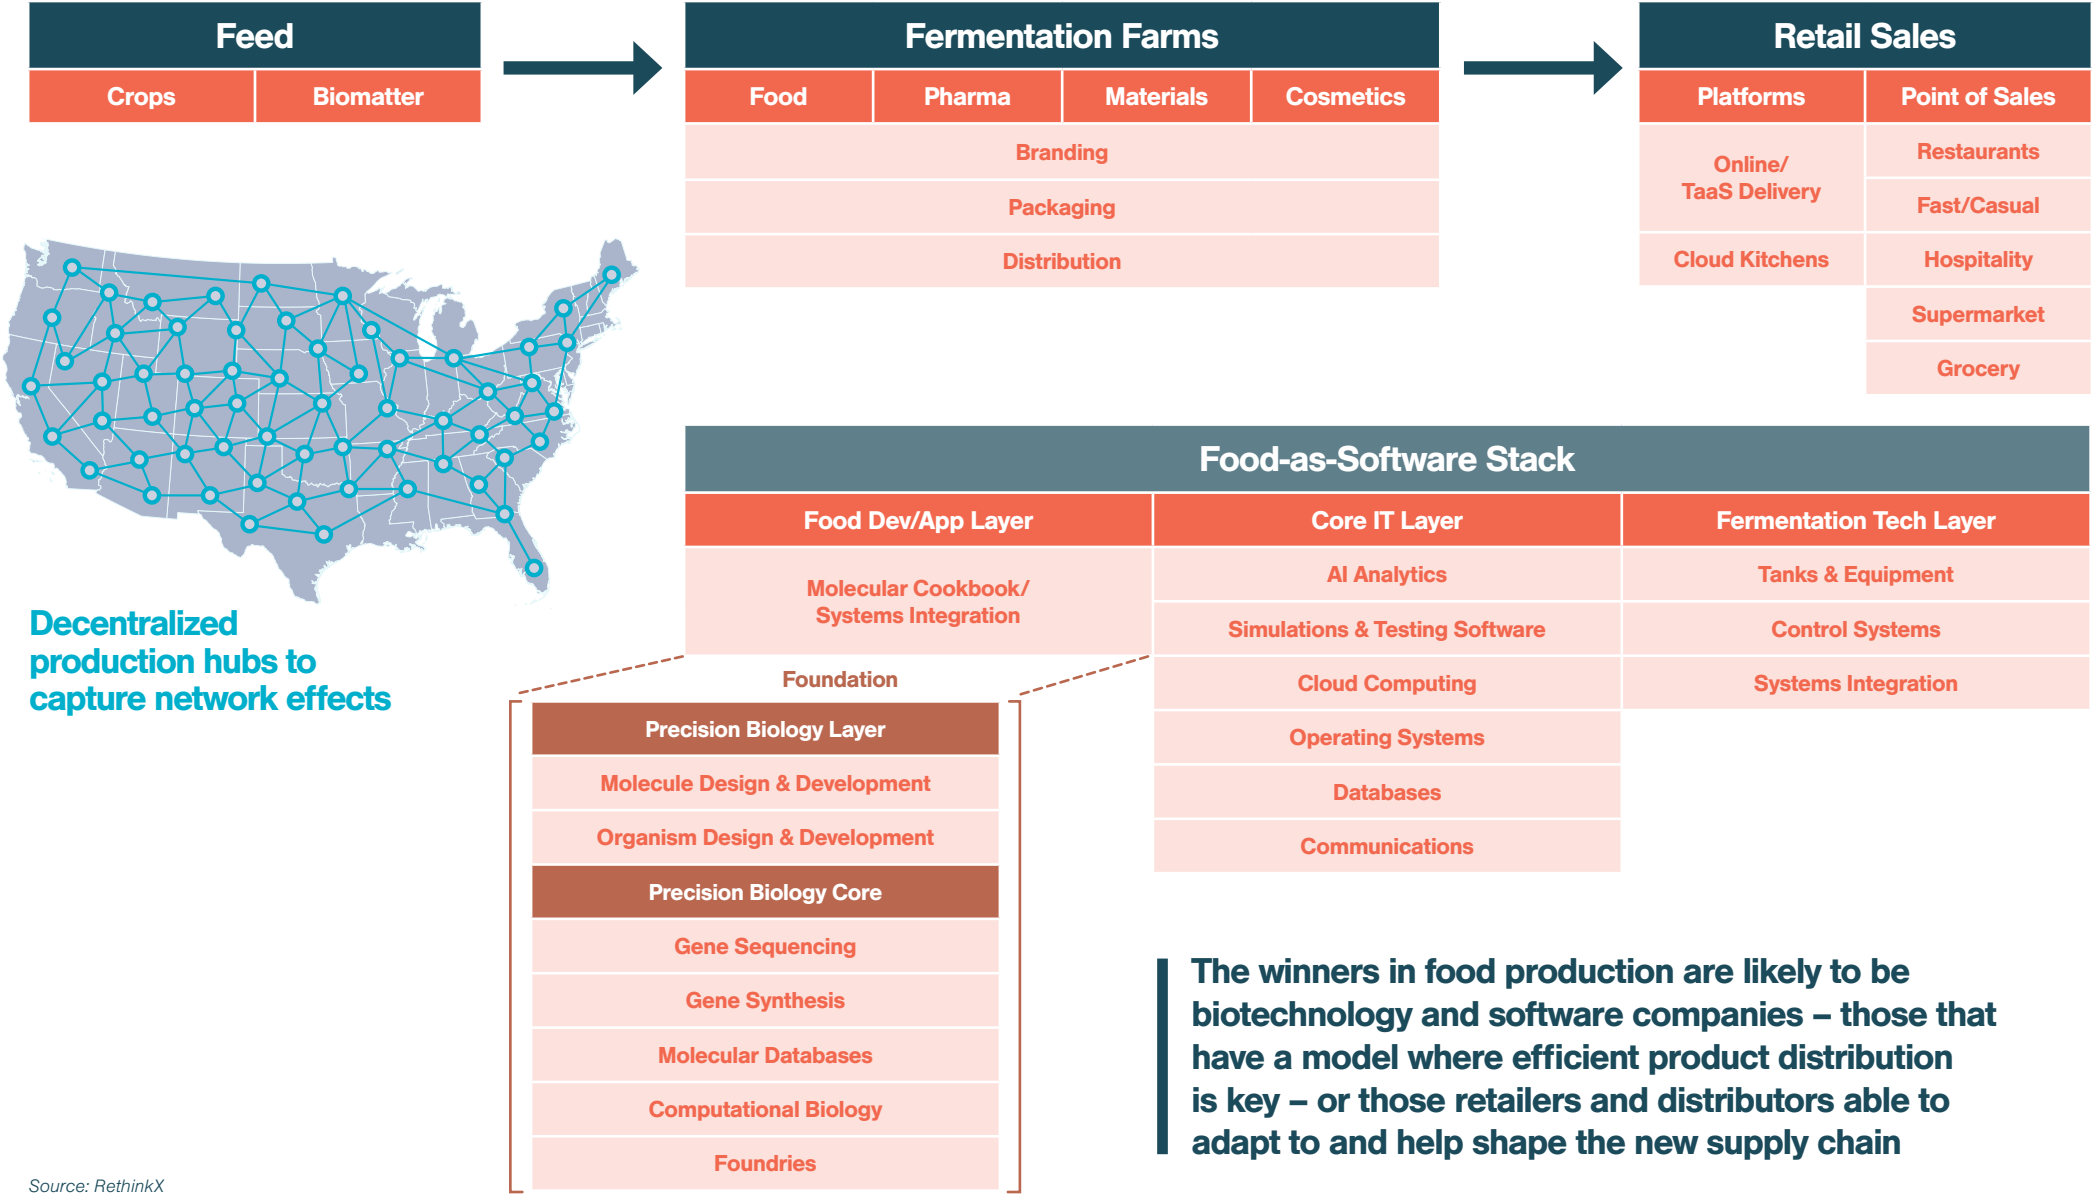 Feed
Crops
Biomatter
Fermentation Farms
Food
Pharma
Materials
Cosmetics
Branding
Packaging
Distribution
Retail Sales
Platforms
Point of Sales
Online/
TaaS Delivery
Cloud Kitchens
Restaurants
Fast/Casual
Hospitality
Supermarket
Grocery
Decentralized
production hubs to
capture network effects
Food-as-Software Stack
Food Dev/App Layer
Molecular Cookbook/
Systems Integration
Core IT Layer
AI Analytics
Simulations & Testing Software
Cloud Computing
Operating Systems
Databases
Communications
Fermentation Tech Layer
Tanks & Equipment
Control Systems
Systems Integration
Foundation
Precision Biology Layer
Molecule Design & Development
Organism Design & Development
Precision Biology Core
Gene Sequencing
Gene Synthesis
Molecular Databases
Computational Biology
Foundries
The winners in food production are likely to be
biotechnology and software companies – those that
have a model where efficient product distribution
is key – or those retailers and distributors able to
adapt to and help shape the new supply chain
Source: RethinkX